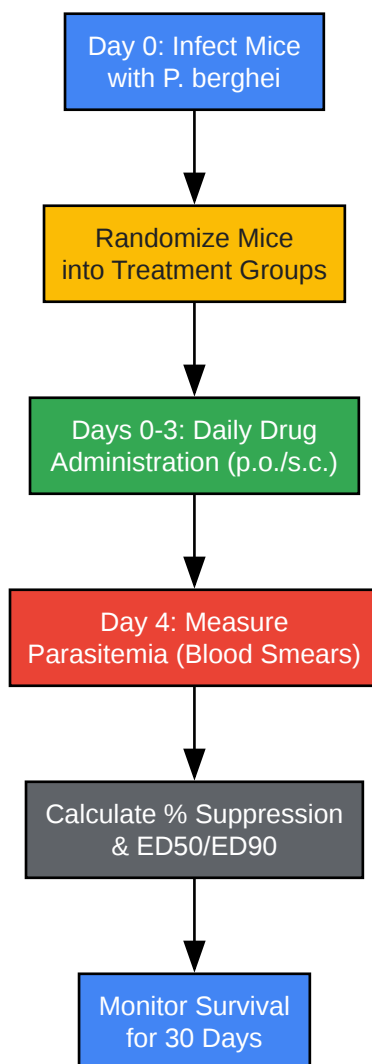 Day 0: Infect Mice
with P. berghei
Randomize Mice
into Treatment Groups
Days 0-3: Daily Drug
Administration (p.o./s.c.)
Day 4: Measure
Parasitemia (Blood Smears)
Calculate % Suppression
& ED50/ED90
Monitor Survival
for 30 Days